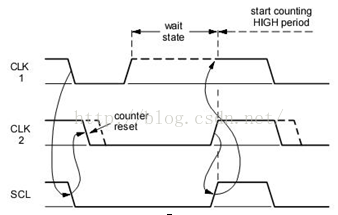 wait
state
start counting
HIGH period
CLK
1
counter
reset
CLK
2
http://blog.csdn.net/
SCL